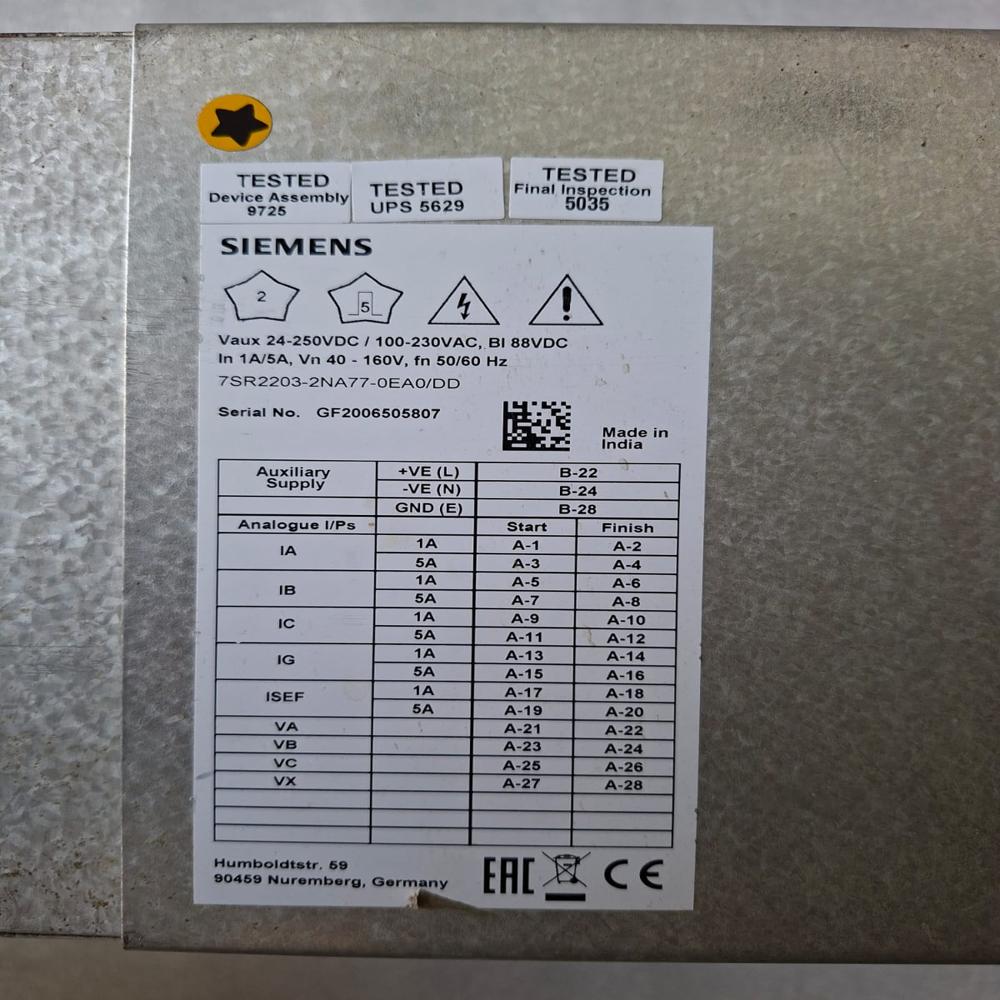 TESTED
Device Assembly
9725
TESTED
UPS 5629
TESTED
Final Inspection
5035
SIEMENS
2
5
Vaux 24-250VDC / 100-230VAC, BI 88VDC
In 1A/5A, Vn 40 - 160V, fn 50/60 Hz
7SR2203-2NA77-0EA0/DD
Serial No. GF2006505807
Made in
India
Auxiliary Supply +VE (L) B-22
-VE (N) B-24
GND (E) B-28
Analogue I/Ps Start Finish
IA 1A A-1 A-2
5A A-3 A-4
IB 1A A-5 A-6
5A A-7 A-8
IC 1A A-9 A-10
5A A-11 A-12
IG 1A A-13 A-14
5A A-15 A-16
ISEF 1A A-17 A-18
5A A-19 A-20
VA A-21 A-22
VB A-23 A-24
VC A-25 A-26
VX A-27 A-28
Humboldtstr. 59
90459 Nuremberg, Germany
EAC CE